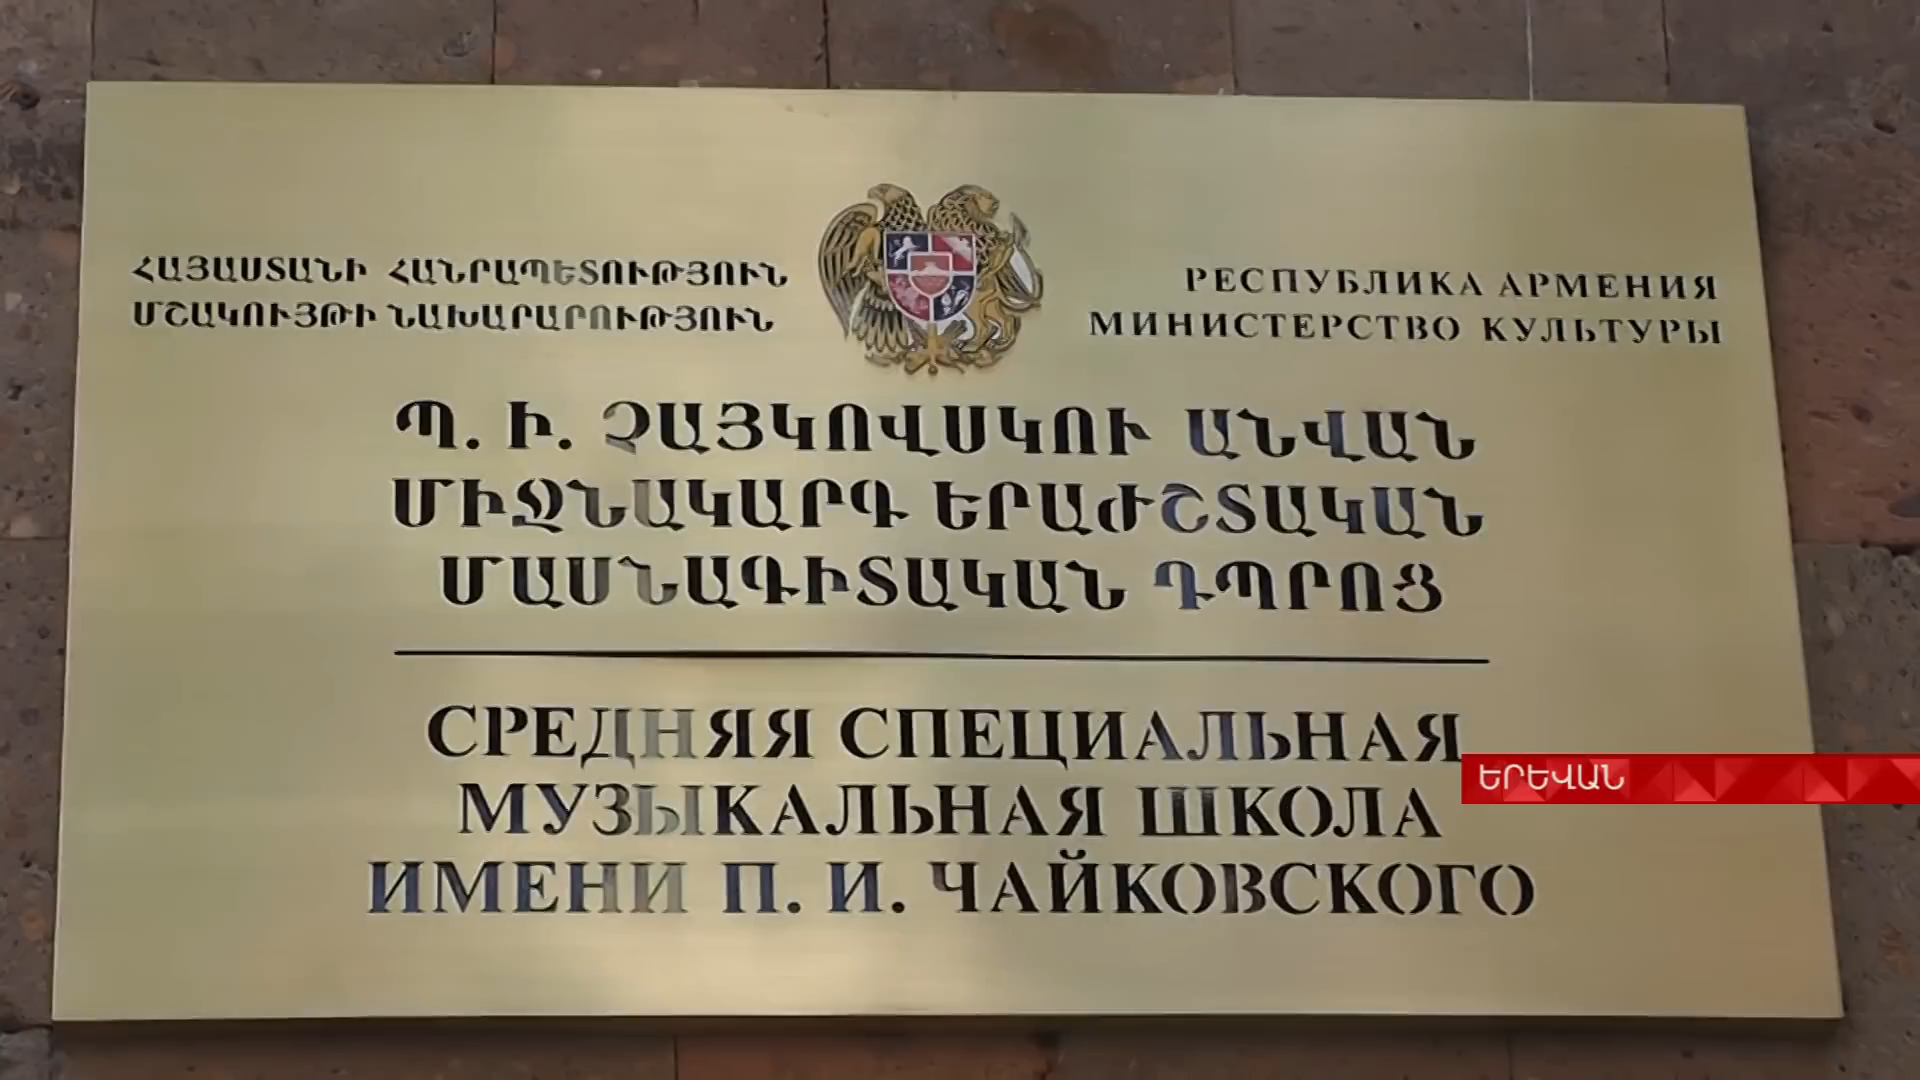 ՀԱՅԱՍՏԱՆԻ ՀԱՆՐԱՊԵՏՈՒԹՅՈՒՆ
ՄՇԱԿՈՒՅԹԻ ՆԱԽԱՐԱՐՈՒԹՅՈՒՆ
РЕСПУБЛИКА АРМЕНИЯ
МИНИСТЕРСТВО КУЛЬТУРЫ
Պ. Ի. ՉԱՅԿՈՎՍԿՈՒ ԱՆՎԱՆ
ՄԻՋՆԱԿԱՐԳ ԵՐԱԺՇՏԱԿԱՆ
ՄԱՍՆԱԳԻՏԱԿԱՆ ԴՊՐՈՑ
СРЕДНЯЯ СПЕЦИАЛЬНАЯ
МУЗЫКАЛЬНАЯ ШКОЛА
ИМЕНИ П. И. ЧАЙКОВСКОГО
ԵՐԵՎԱՆ